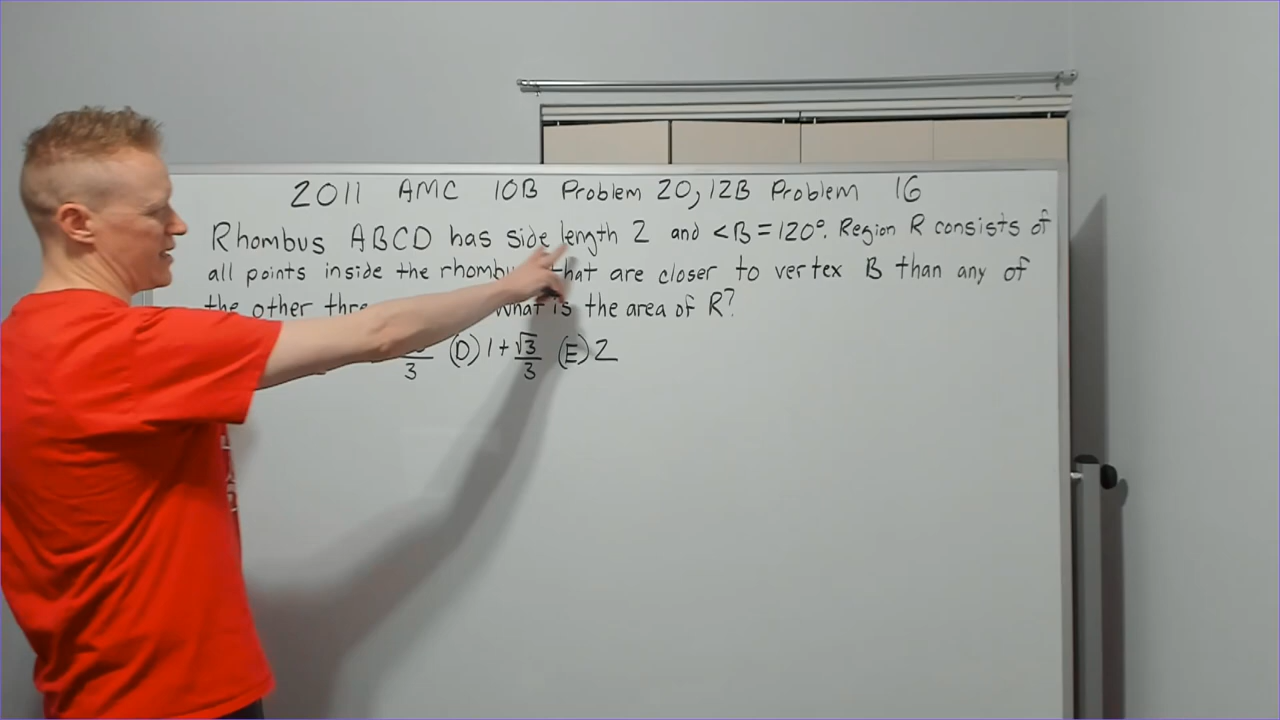 2011 AMC 10B Problem 20, 12B Problem 16
Rhombus ABCD has side length 2 and <B = 120°. Region R consists of
all points inside the rhombus that are closer to vertex B than any of
the other What is the area of R?
3 (D) 1 + √3/3 (E) 2